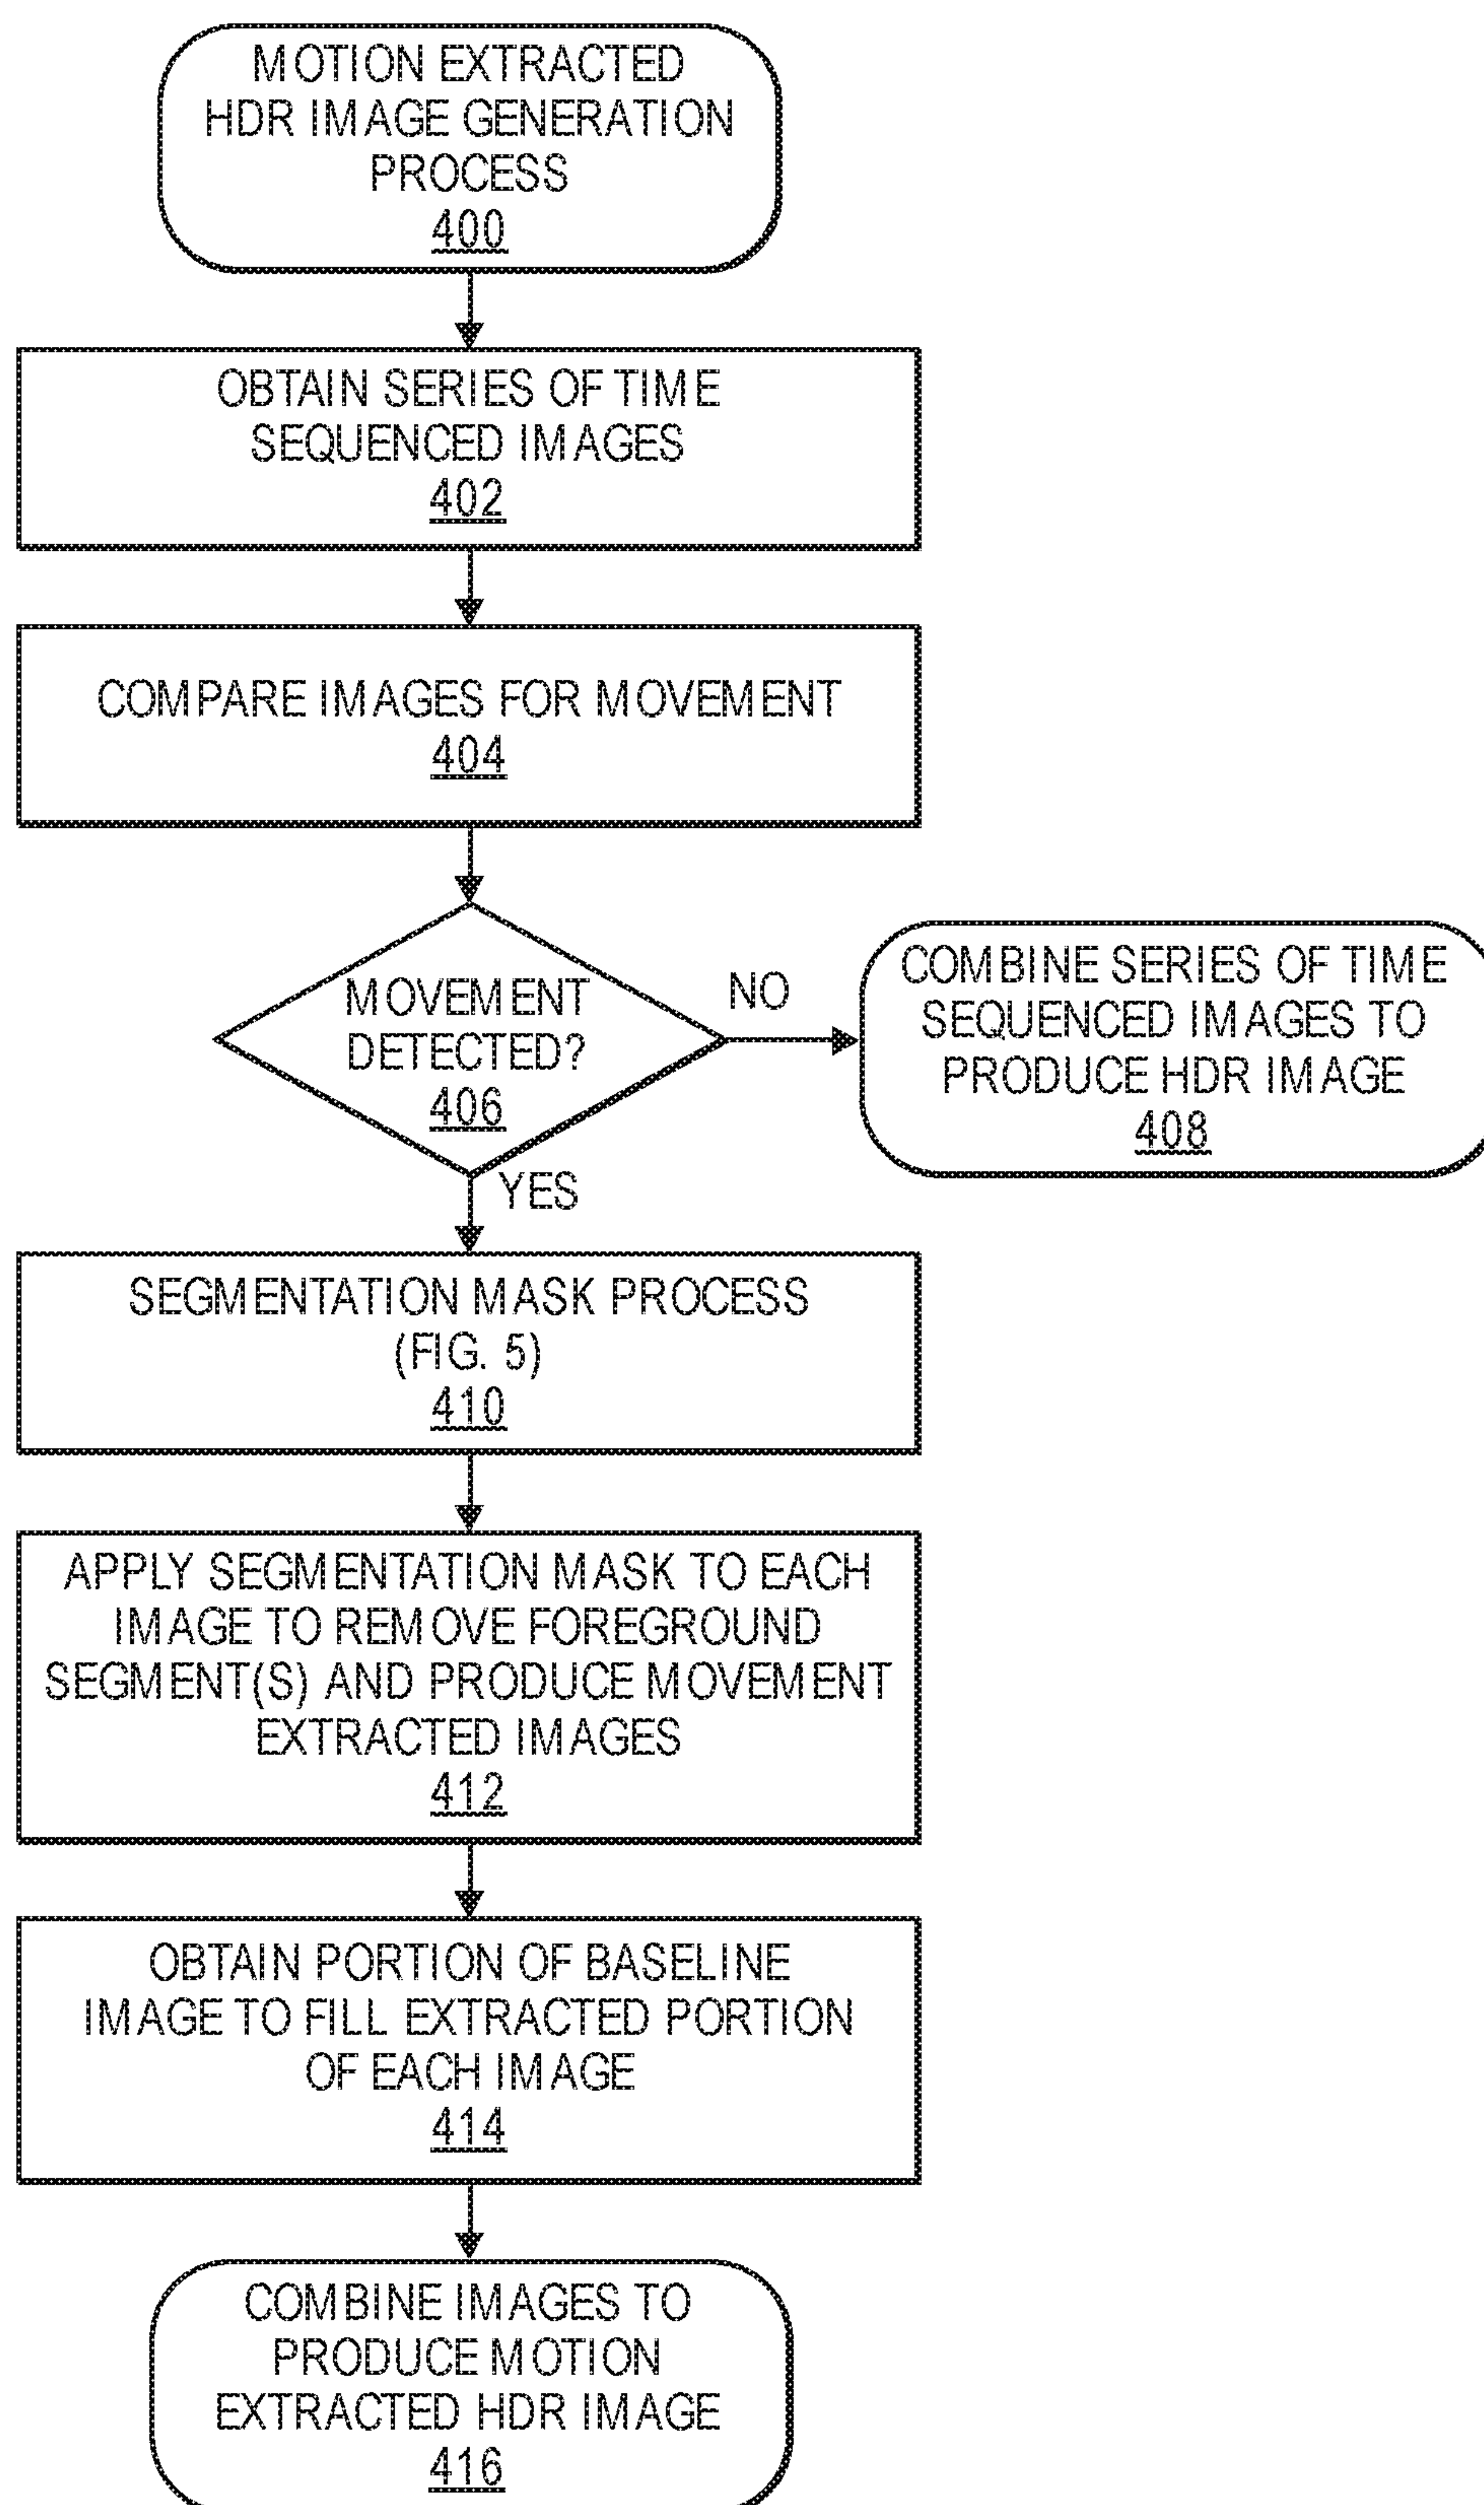 MOTION EXTRACTED
HDR IMAGE GENERATION
PROCESS
400
OBTAIN SERIES OF TIME
SEQUENCED IMAGES
402
COMPARE IMAGES FOR MOVEMENT
404
MOVEMENT
DETECTED?
406
NO
COMBINE SERIES OF TIME
SEQUENCED IMAGES TO
PRODUCE HDR IMAGE
408
YES
SEGMENTATION MASK PROCESS
(FIG. 5)
410
APPLY SEGMENTATION MASK TO EACH
IMAGE TO REMOVE FOREGROUND
SEGMENT(S) AND PRODUCE MOVEMENT
EXTRACTED IMAGES
412
OBTAIN PORTION OF BASELINE
IMAGE TO FILL EXTRACTED PORTION
OF EACH IMAGE
414
COMBINE IMAGES TO
PRODUCE MOTION
EXTRACTED HDR IMAGE
416